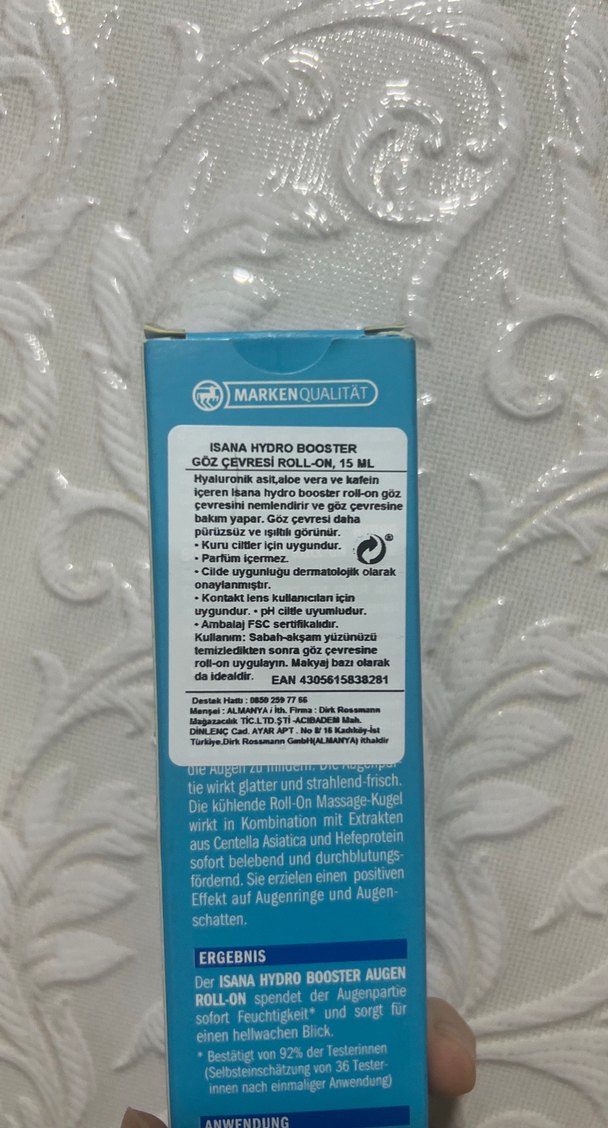 MARKENQUALITÄT
ISANA HYDRO BOOSTER
GÖZ ÇEVRESİ ROLL-ON, 15 ML
Hyaluronik asit,aloe vera ve kafein
içeren isana hydro booster roll-on göz
çevresini nemlendirir ve göz çevresine
bakım yapar. Göz çevresi daha
pürüzsüz ve ışıltılı görünür.
• Kuru ciltler için uygundur.
• Parfüm içermez.
• Cilde uygunluğu dermatolojik olarak
onaylanmıştır.
• Kontakt lens kullanıcıları için
uygundur. • pH ciltle uyumludur.
• Ambalaj FSC sertifikalıdır.
Kullanım: Sabah-akşam yüzünüzü
temizledikten sonra göz çevresine
roll-on uygulayın. Makyaj bazı olarak
da idealdir. EAN 4305615838281
Destek Hattı : 0850 259 77 66
Menşei : ALMANYA / İth. Firma : Dirk Rossmann
Mağazacılık TİC.LTD.ŞTİ -ACIBADEM Mah.
DİNLENÇ Cad. AYAR APT . No 8/ 16 Kadıköy-İst
Türkiye.Dirk Rossmann GmbH(ALMANYA) ithaldir
die Augen zu mildern. Die Augenpar-
tie wirkt glatter und strahlend-frisch.
Die kühlende Roll-On Massage-Kugel
wirkt in Kombination mit Extrakten
aus Centella Asiatica und Hefeprotein
sofort belebend und durchblutungs-
fördernd. Sie erzielen einen positiven
Effekt auf Augenringe und Augen-
schatten.
ERGEBNIS
Der ISANA HYDRO BOOSTER AUGEN
ROLL-ON spendet der Augenpartie
sofort Feuchtigkeit* und sorgt für
einen hellwachen Blick.
* Bestätigt von 92% der Testerinnen
(Selbsteinschätzung von 36 Tester-
innen nach einmaliger Anwendung)
ANWENDUNG